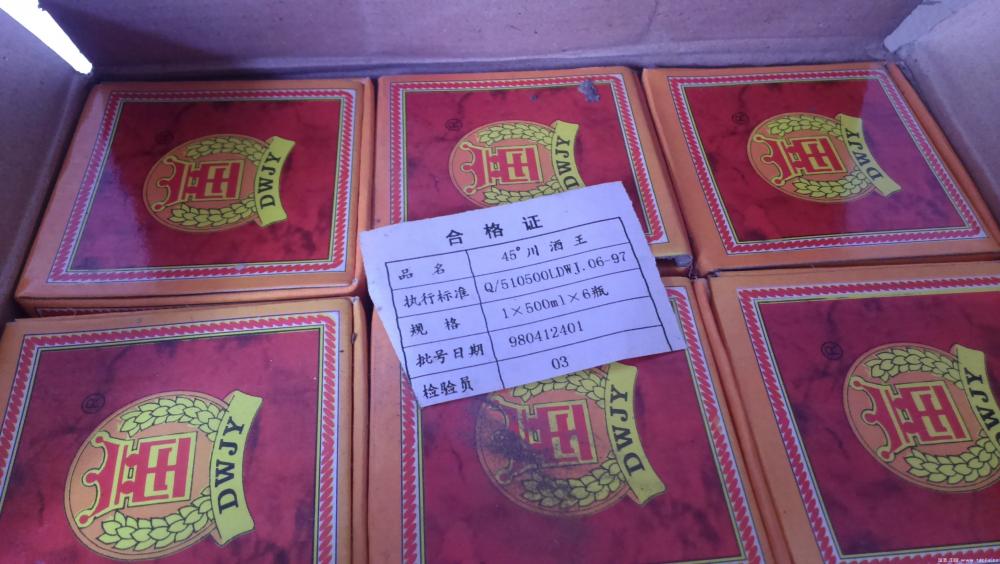 DWJY
DWJY
DWJY
合格证
品名 45°川酒王
执行标准 Q/510500LDWJ.06-97
规格 1×500ml×6瓶
批号日期 980412401
检验员 03
DWJY
DWJY
DWJY